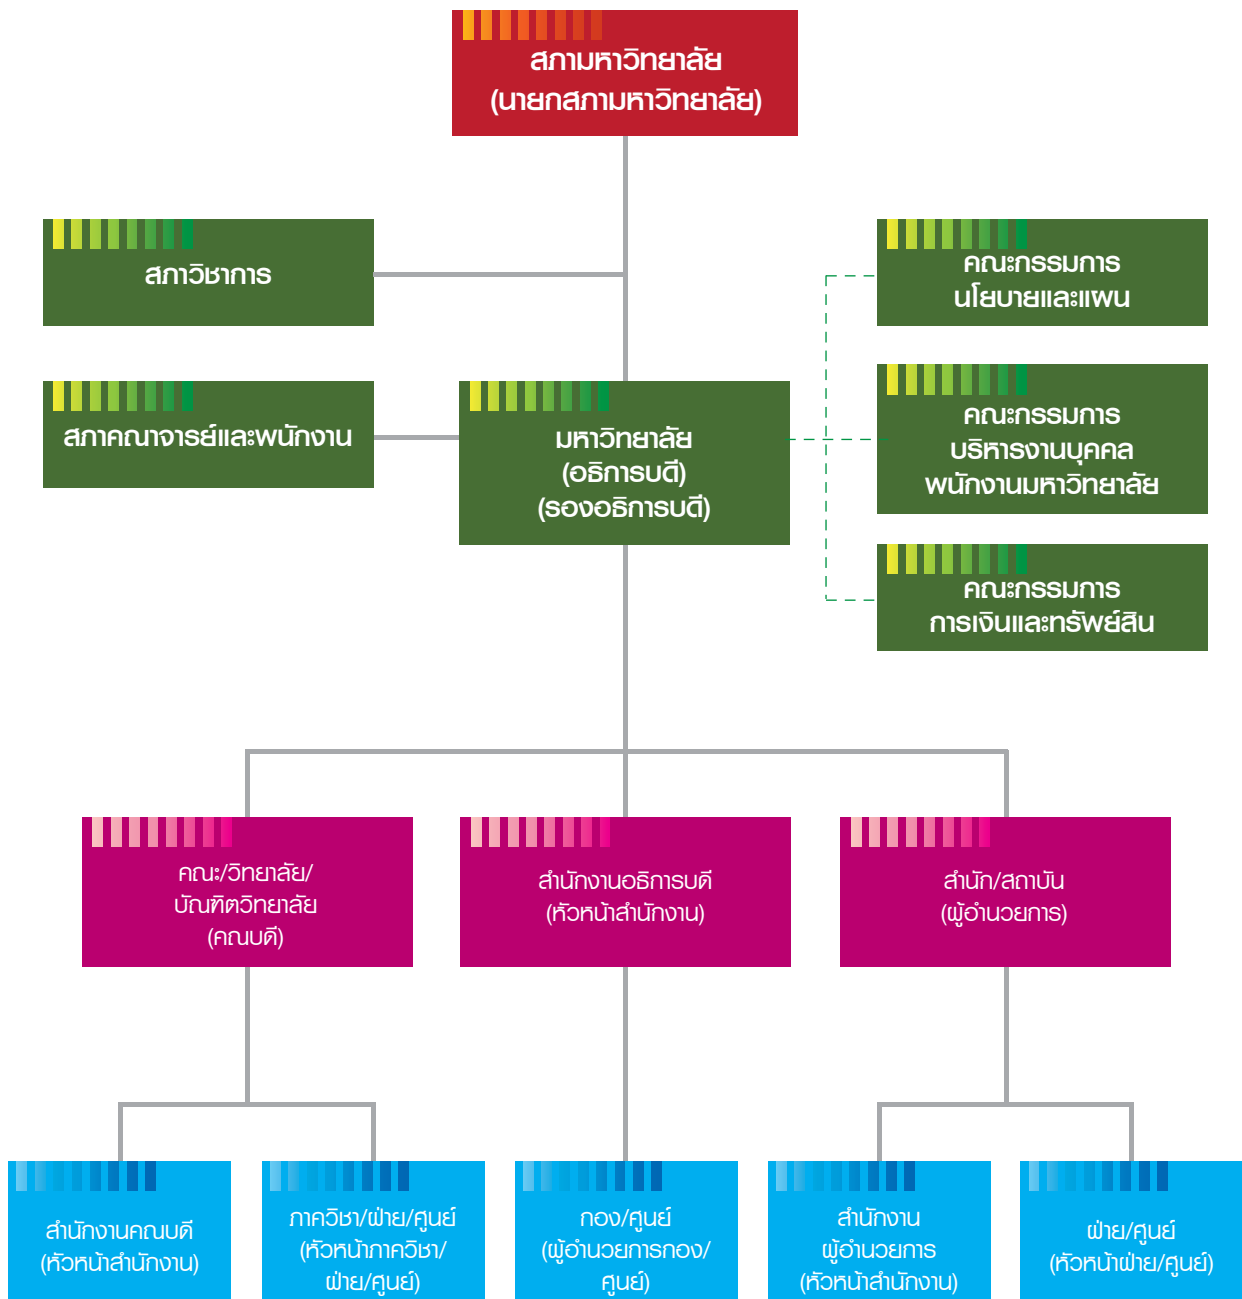 สภามหาวิทยาลัย
(นายกสภามหาวิทยาลัย)
สภาวิชาการ
คณะกรรมการ
นโยบายและแผน
สภาคณาจารย์และพนักงาน
มหาวิทยาลัย
(อธิการบดี)
(รองอธิการบดี)
คณะกรรมการ
บริหารงานบุคคล
พนักงานมหาวิทยาลัย
คณะกรรมการ
การเงินและทรัพย์สิน
คณะ/วิทยาลัย/
บัณฑิตวิทยาลัย
(คณบดี)
สำนักงานอธิการบดี
(หัวหน้าสำนักงาน)
สำนัก/สถาบัน
(ผู้อำนวยการ)
สำนักงานคณบดี
(หัวหน้าสำนักงาน)
ภาควิชา/ฝ่าย/ศูนย์
(หัวหน้าภาควิชา/
ฝ่าย/ศูนย์)
กอง/ศูนย์
(ผู้อำนวยการกอง/
ศูนย์)
สำนักงาน
ผู้อำนวยการ
(หัวหน้าสำนักงาน)
ฝ่าย/ศูนย์
(หัวหน้าฝ่าย/ศูนย์)